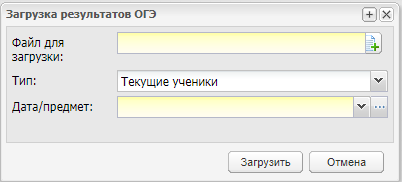 Загрузка результатов ОГЭ
Файл для
загрузки:
Тип:
Текущие ученики
Дата/предмет:
Загрузить
Отмена